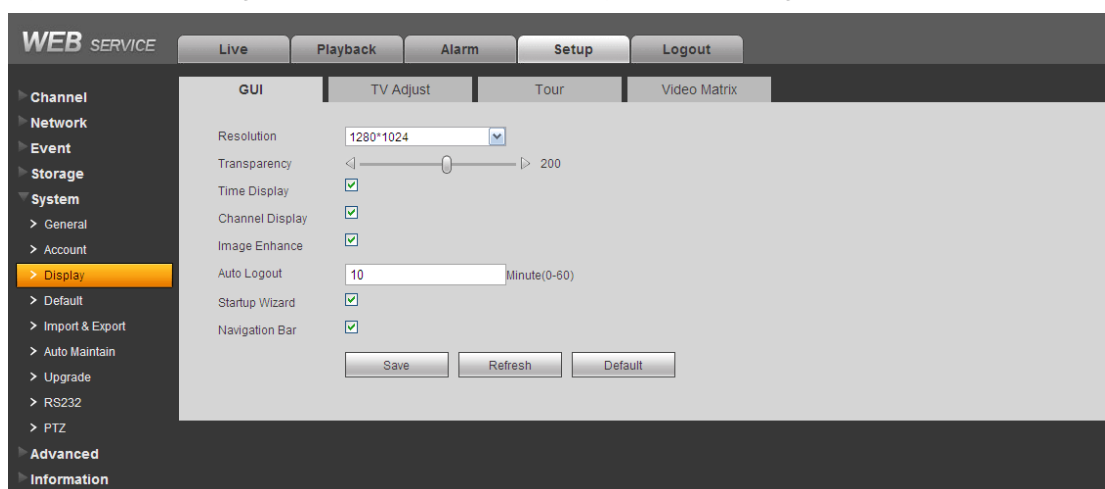 WEB SERVICE
Live Playback Alarm Setup Logout
Channel
Network
Event
Storage
System
> General
> Account
> Display
> Default
> Import & Export
> Auto Maintain
> Upgrade
> RS232
> PTZ
Advanced
Information
GUI TV Adjust Tour Video Matrix
Resolution 1280*1024
Transparency 200
Time Display
Channel Display
Image Enhance
Auto Logout 10 Minute(0-60)
Startup Wizard
Navigation Bar
Save Refresh Default